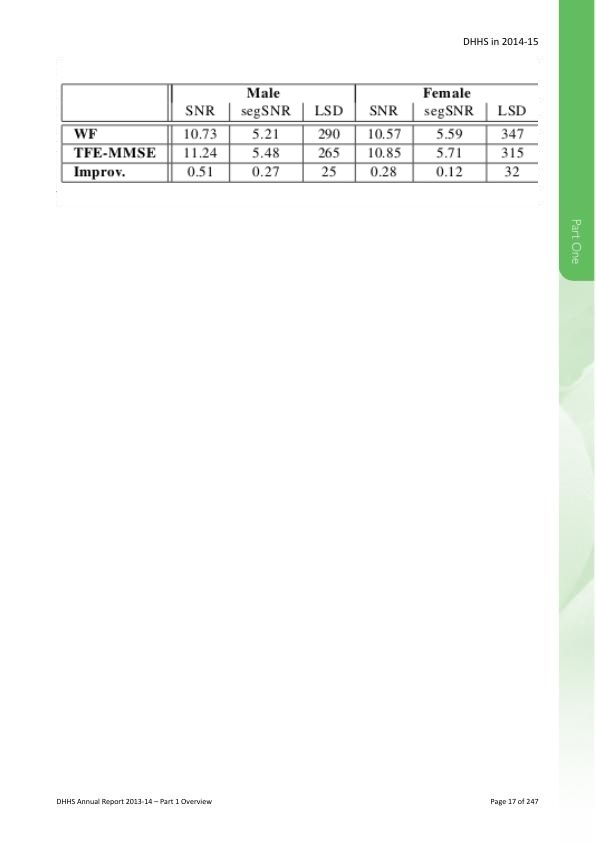 DHHS in 2014-15
Male Female
SNR segSNR LSD SNR segSNR LSD
WF 10.73 5.21 290 10.57 5.59 347
TFE-MMSE 11.24 5.48 265 10.85 5.71 315
Improv. 0.51 0.27 25 0.28 0.12 32
Part One
DHHS Annual Report 2013-14 – Part 1 Overview Page 17 of 247